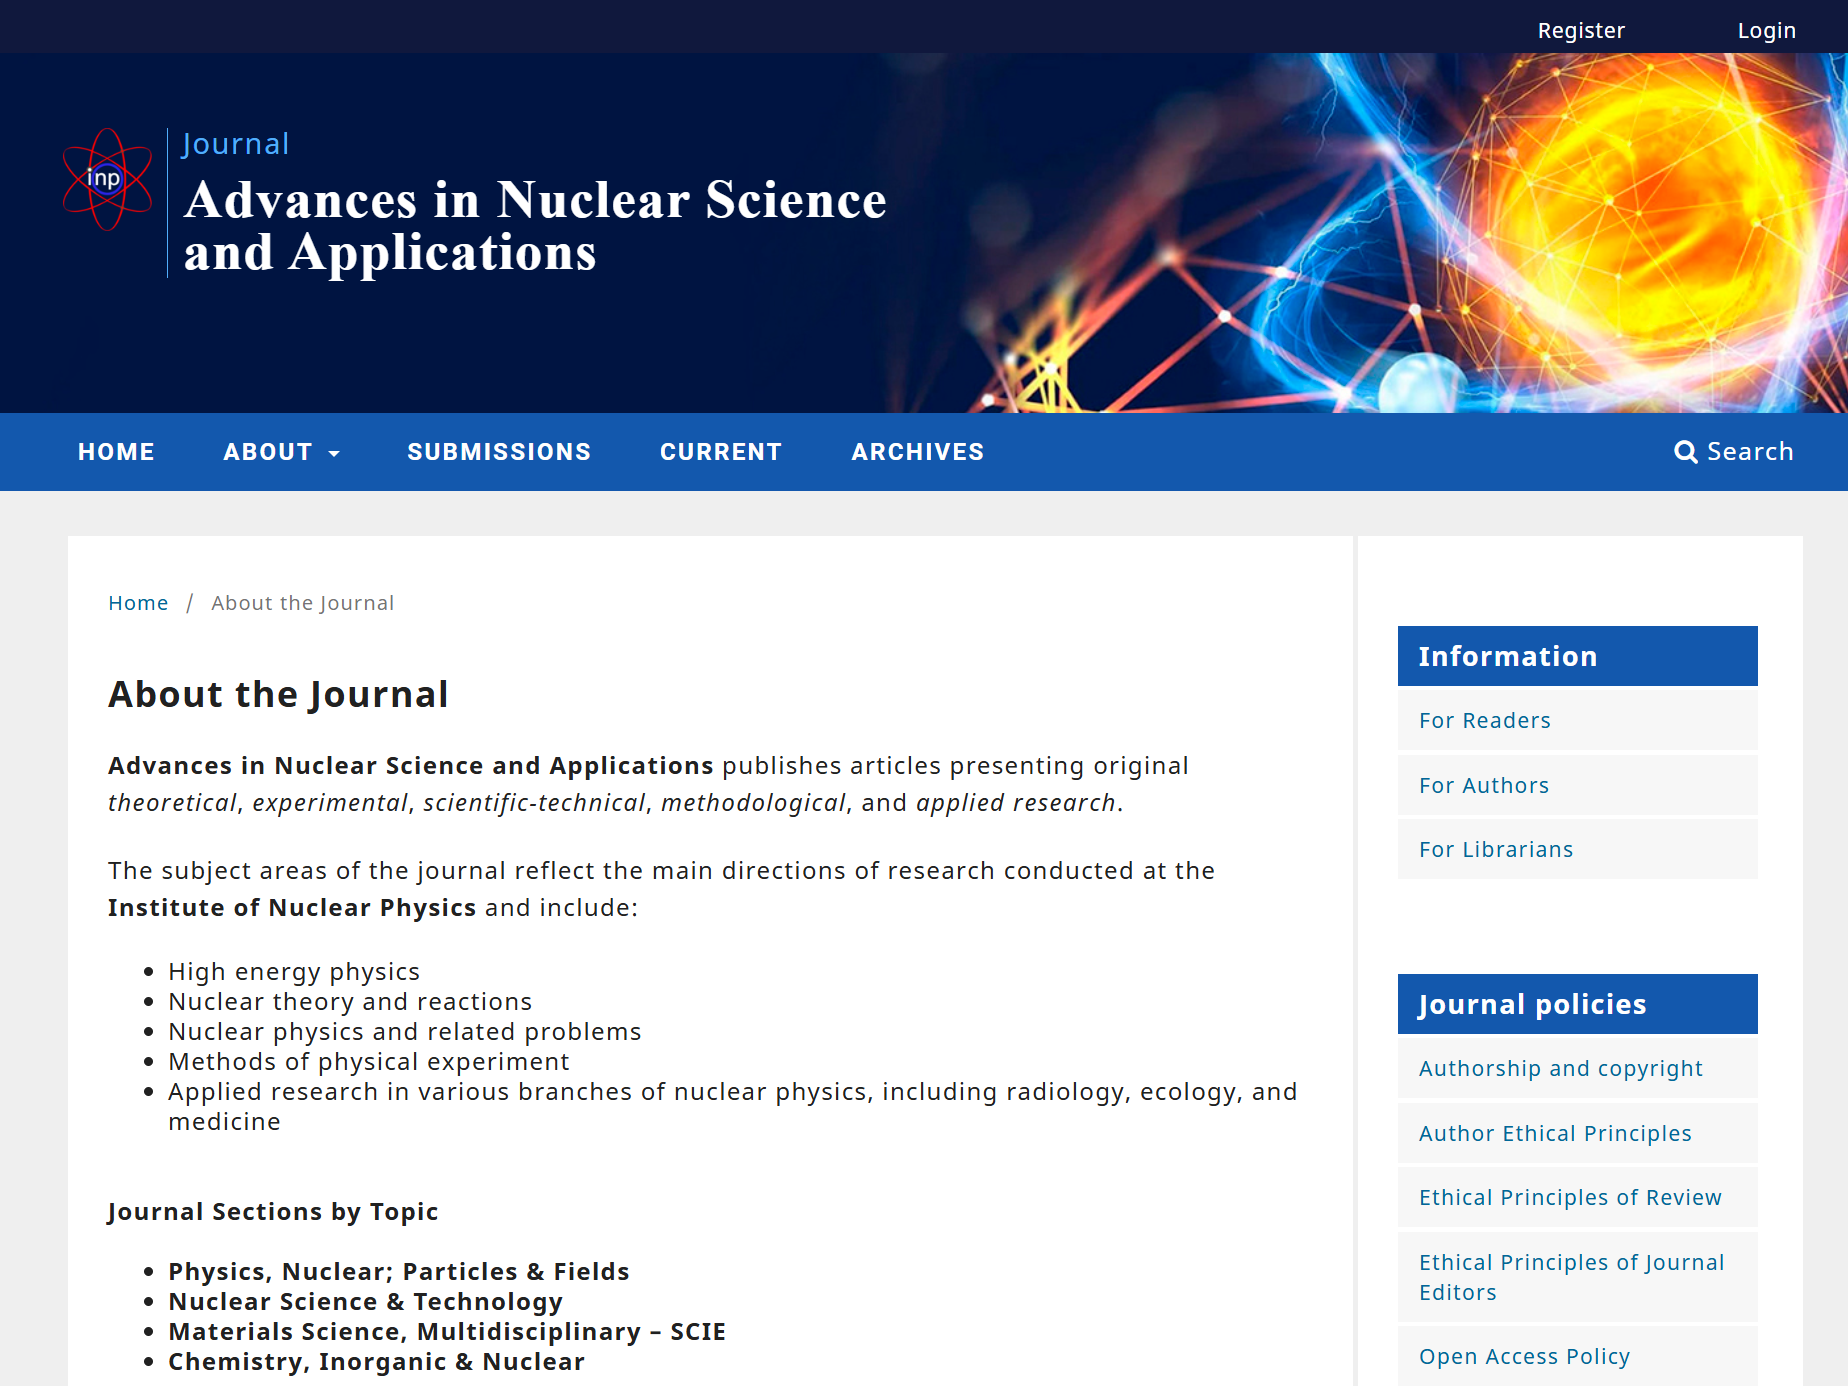 Register Login
inp
Journal
Advances in Nuclear Science
and Applications
HOME ABOUT SUBMISSIONS CURRENT ARCHIVES Search
Home / About the Journal
About the Journal
Advances in Nuclear Science and Applications publishes articles presenting original
theoretical, experimental, scientific-technical, methodological, and applied research.
The subject areas of the journal reflect the main directions of research conducted at the
Institute of Nuclear Physics and include:
High energy physics
Nuclear theory and reactions
Nuclear physics and related problems
Methods of physical experiment
Applied research in various branches of nuclear physics, including radiology, ecology, and
medicine
Journal Sections by Topic
Physics, Nuclear; Particles & Fields
Nuclear Science & Technology
Materials Science, Multidisciplinary – SCIE
Chemistry, Inorganic & Nuclear
Information
For Readers
For Authors
For Librarians
Journal policies
Authorship and copyright
Author Ethical Principles
Ethical Principles of Review
Ethical Principles of Journal
Editors
Open Access Policy